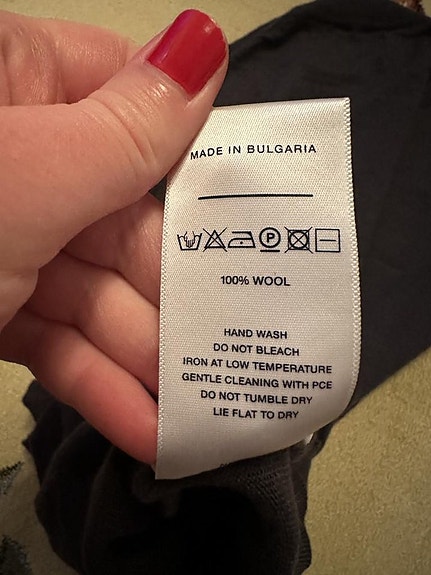 MADE IN BULGARIA
P
100% WOOL
HAND WASH
DO NOT BLEACH
IRON AT LOW TEMPERATURE
GENTLE CLEANING WITH PCE
DO NOT TUMBLE DRY
LIE FLAT TO DRY